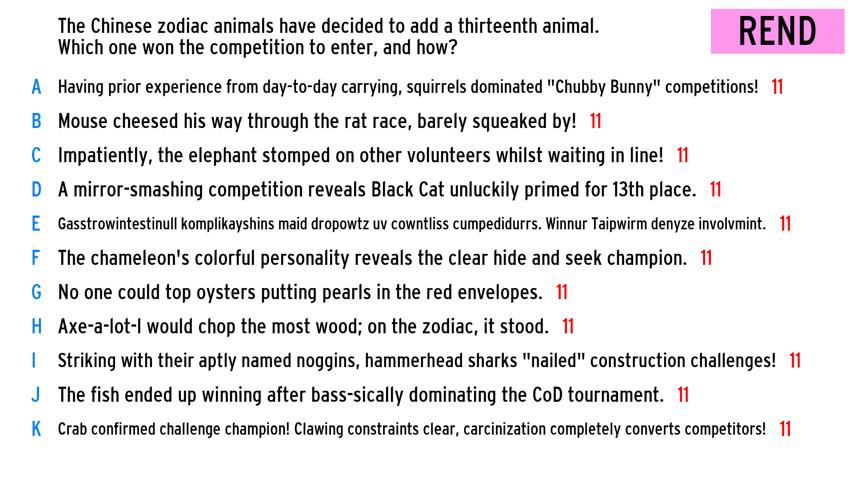 The Chinese zodiac animals have decided to add a thirteenth animal.
Which one won the competition to enter, and how?
REND
A Having prior experience from day-to-day carrying, squirrels dominated "Chubby Bunny" competitions! 11
B Mouse cheesed his way through the rat race, barely squeaked by! 11
C Impatiently, the elephant stomped on other volunteers whilst waiting in line! 11
D A mirror-smashing competition reveals Black Cat unluckily primed for 13th place. 11
E Gasstrowintestinull komplikayshins maid dropowtz uv cowntliss cumpedidurrs. Winnur Taipwirm denyze involvmint. 11
F The chameleon's colorful personality reveals the clear hide and seek champion. 11
G No one could top oysters putting pearls in the red envelopes. 11
H Axe-a-lot-l would chop the most wood; on the zodiac, it stood. 11
I Striking with their aptly named noggins, hammerhead sharks "nailed" construction challenges! 11
J The fish ended up winning after bass-sically dominating the CoD tournament. 11
K Crab confirmed challenge champion! Clawing constraints clear, carcinization completely converts competitors! 11